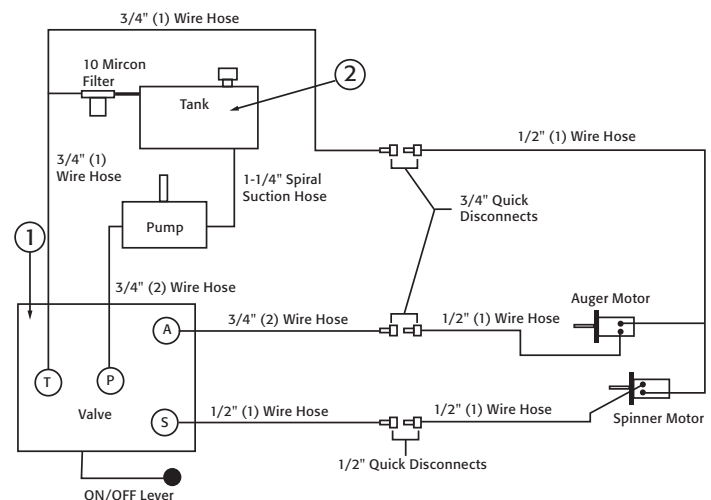 3/4" (1) Wire Hose
10 Mircon
Filter
2
Tank
1/2" (1) Wire Hose
3/4" (1)
Wire Hose
1-1/4" Spiral
Suction Hose
3/4" Quick
Disconnects
Pump
1
3/4" (2) Wire Hose
Auger Motor
A
3/4" (2) Wire Hose
1/2" (1) Wire Hose
T
P
Valve
S
1/2" (1) Wire Hose
1/2" (1) Wire Hose
Spinner Motor
1/2" Quick Disconnects
ON/OFF Lever